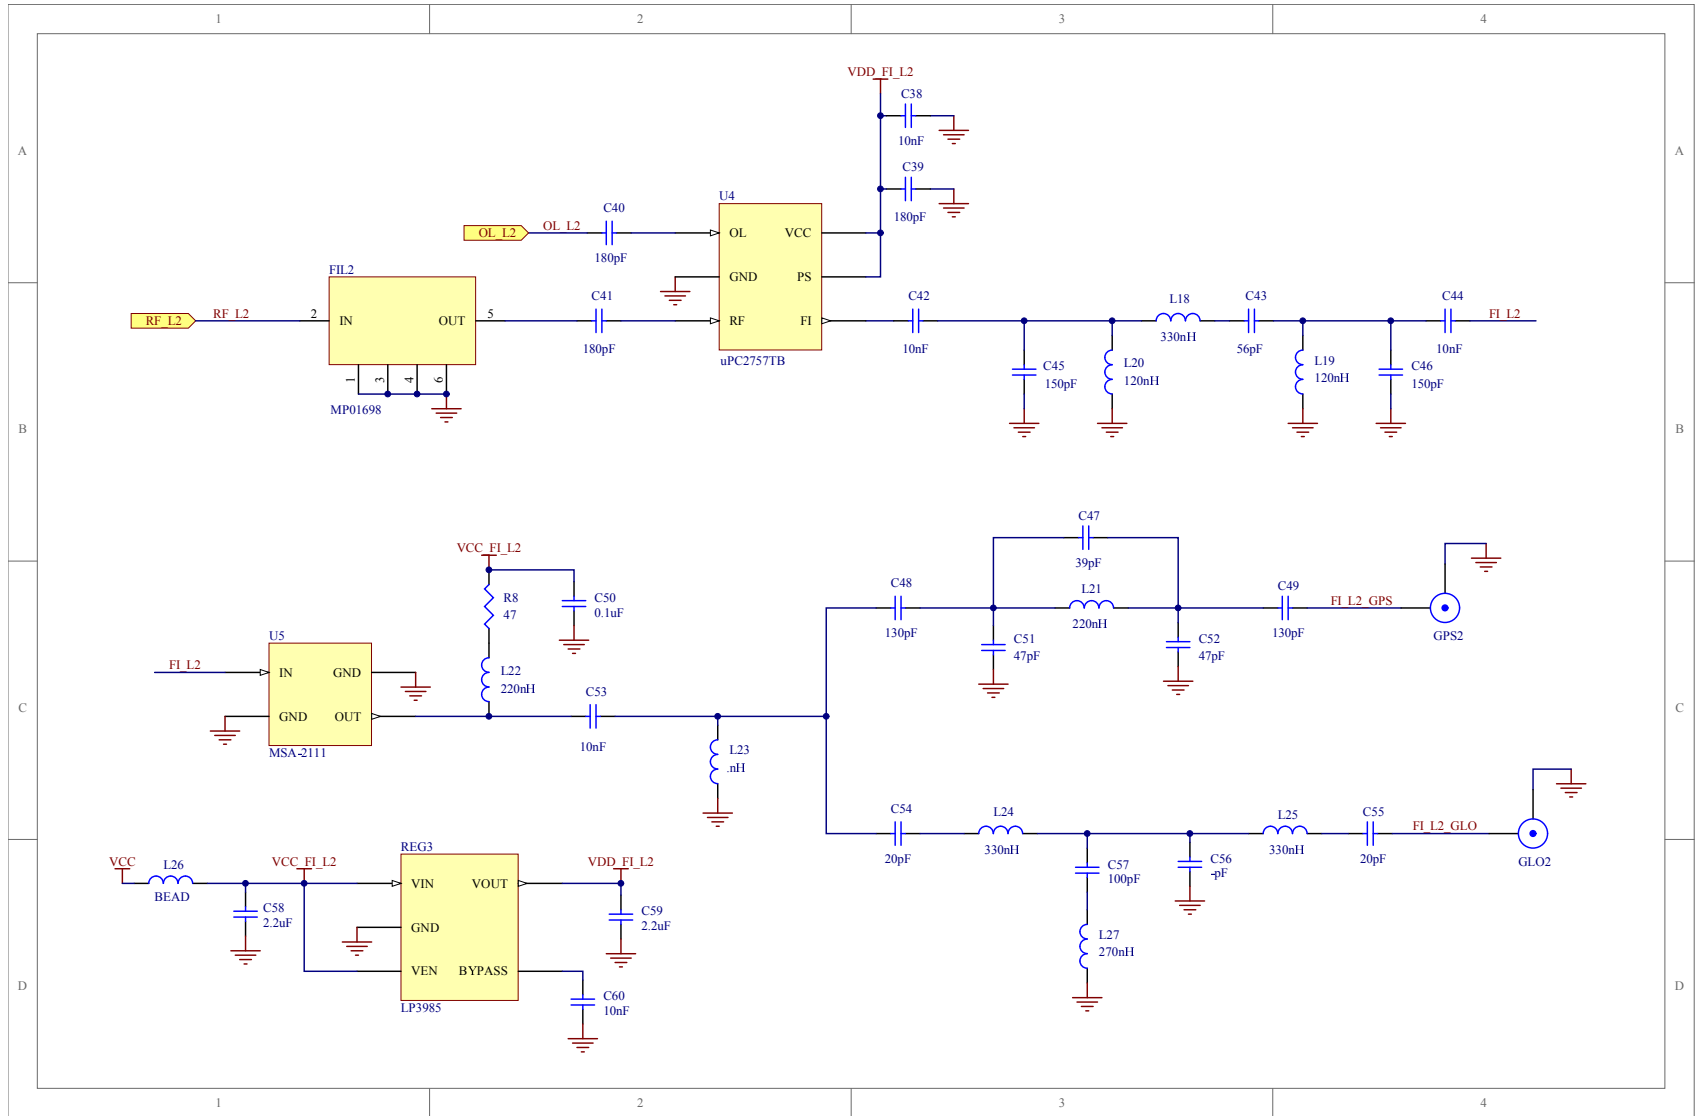 1 2 3 4
VDD_FI_L2
C38
10nF
A A
C39
180pF
U4
C40
OL_L2 OL_L2
180pF
OL VCC
GND PS
RF FI
uPC2757TB
FIL2
RF_L2 RF_L2 2 IN OUT 5
1 3 4 6
MP01698
C41
180pF
C42
10nF
L18
330nH
C43
56pF
C44
10nF
FI_L2
C45
150pF
L20
120nH
L19
120nH
C46
150pF
B B
C47
39pF
VCC_FI_L2
R8
47
C50
0.1uF
C48
130pF
L21
220nH
C49
130pF
FI_L2_GPS
GPS2
C51
47pF
C52
47pF
U5
FI_L2 IN GND
GND OUT
MSA-2111
L22
220nH
C53
10nF
C C
L23
.nH
C54
20pF
L24
330nH
L25
330nH
C55
20pF
FI_L2_GLO
GLO2
C57
100pF
C56
-pF
L27
270nH
VCC
L26
BEAD
VCC_FI_L2
REG3
VDD_FI_L2
VIN VOUT
GND
VEN BYPASS
LP3985
C58
2.2uF
C59
2.2uF
C60
10nF
D D
1 2 3 4